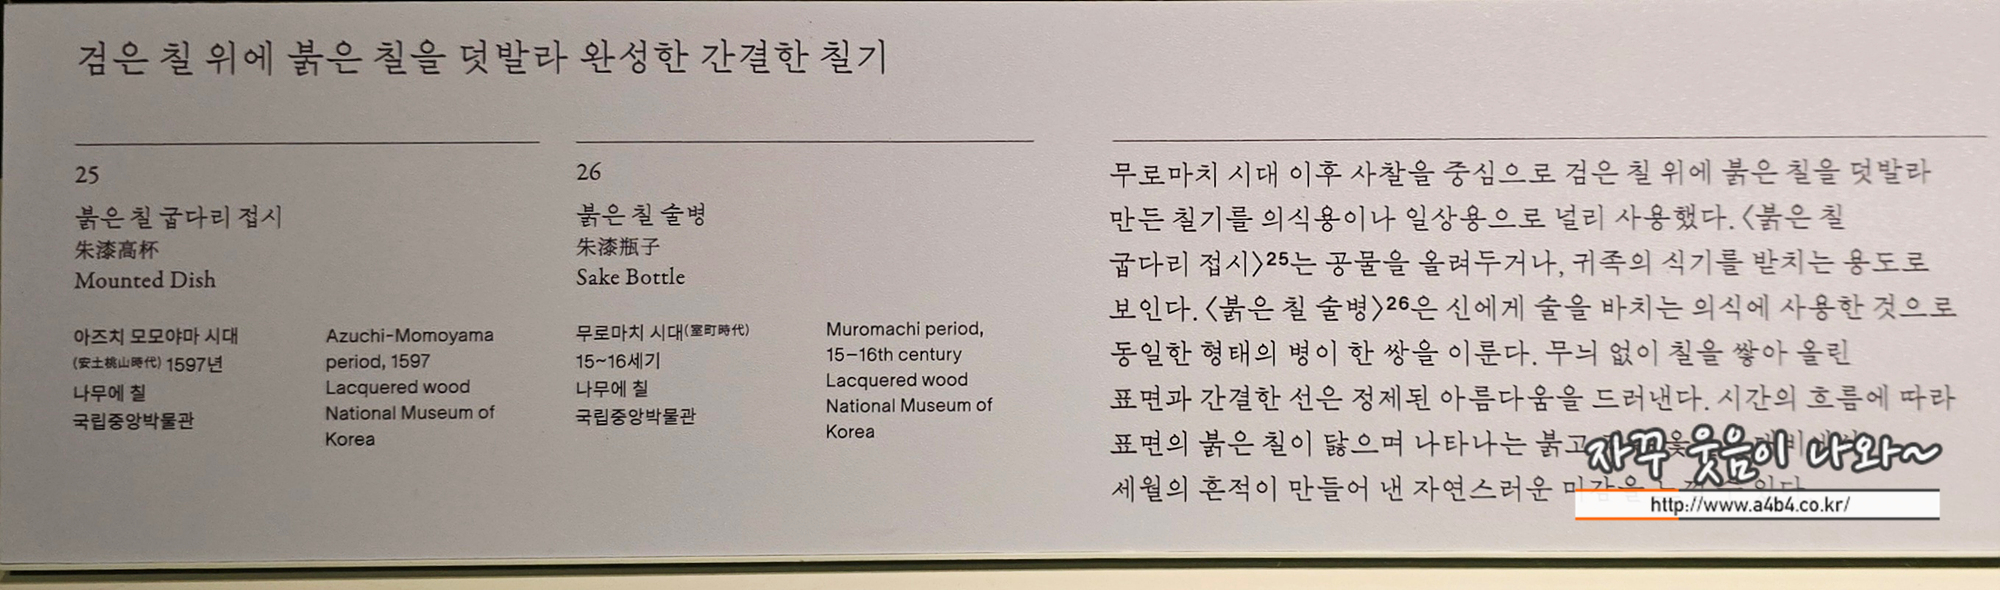 검은 칠 위에 붉은 칠을 덧발라 완성한 간결한 칠기
25
붉은 칠 굽다리 접시
朱漆高杯
Mounted Dish
아즈치 모모야마 시대
(安土桃山時代) 1597년
나무에 칠
국립중앙박물관
Azuchi-Momoyama
period, 1597
Lacquered wood
National Museum of
Korea
26
붉은 칠 술병
朱漆瓶子
Sake Bottle
무로마치 시대(室町時代)
15~16세기
나무에 칠
국립중앙박물관
Muromachi period,
15–16th century
Lacquered wood
National Museum of
Korea
무로마치 시대 이후 사찰을 중심으로 검은 칠 위에 붉은 칠을 덧발라
만든 칠기를 의식용이나 일상용으로 널리 사용했다. 〈붉은 칠
굽다리 접시〉25는 공물을 올려두거나, 귀족의 식기를 받치는 용도로
보인다. 〈붉은 칠 술병〉26은 신에게 술을 바치는 의식에 사용한 것으로
동일한 형태의 병이 한 쌍을 이룬다. 무늬 없이 칠을 쌓아 올린
표면과 간결한 선은 정제된 아름다움을 드러낸다. 시간의 흐름에 따라
표면의 붉은 칠이 닳으며 나타나는 붉고
세월의 흔적이 만들어 낸 자연스러운
자꾸 웃음이 나와~
http://www.a4b4.co.kr/